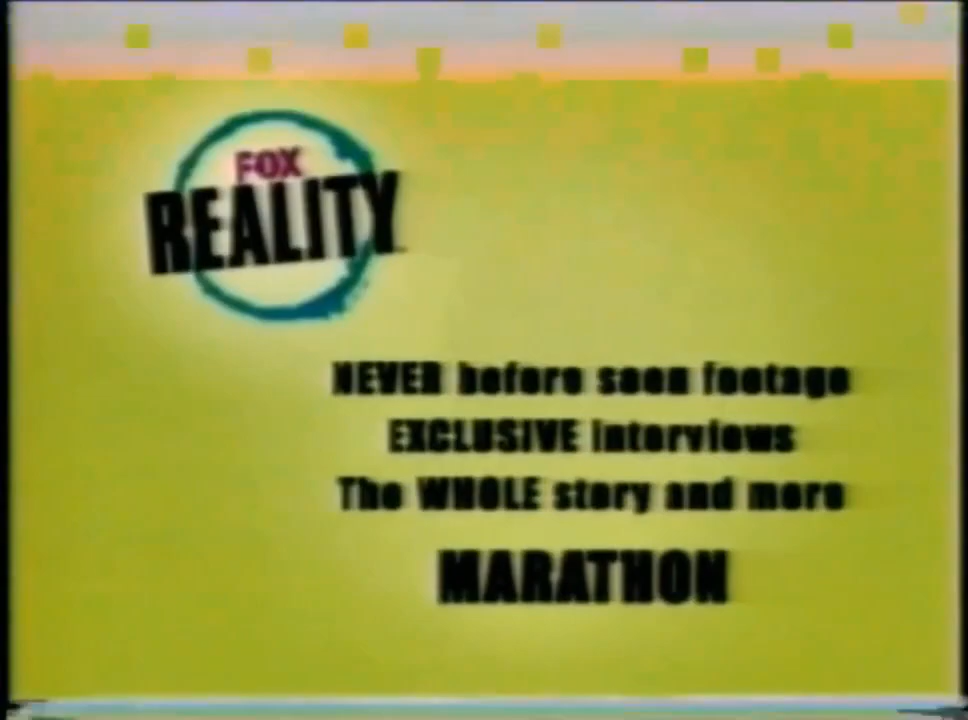 FOX
REALITY
NEVER before seen footage
EXCLUSIVE interviews
The WHOLE story and more
MARATHON